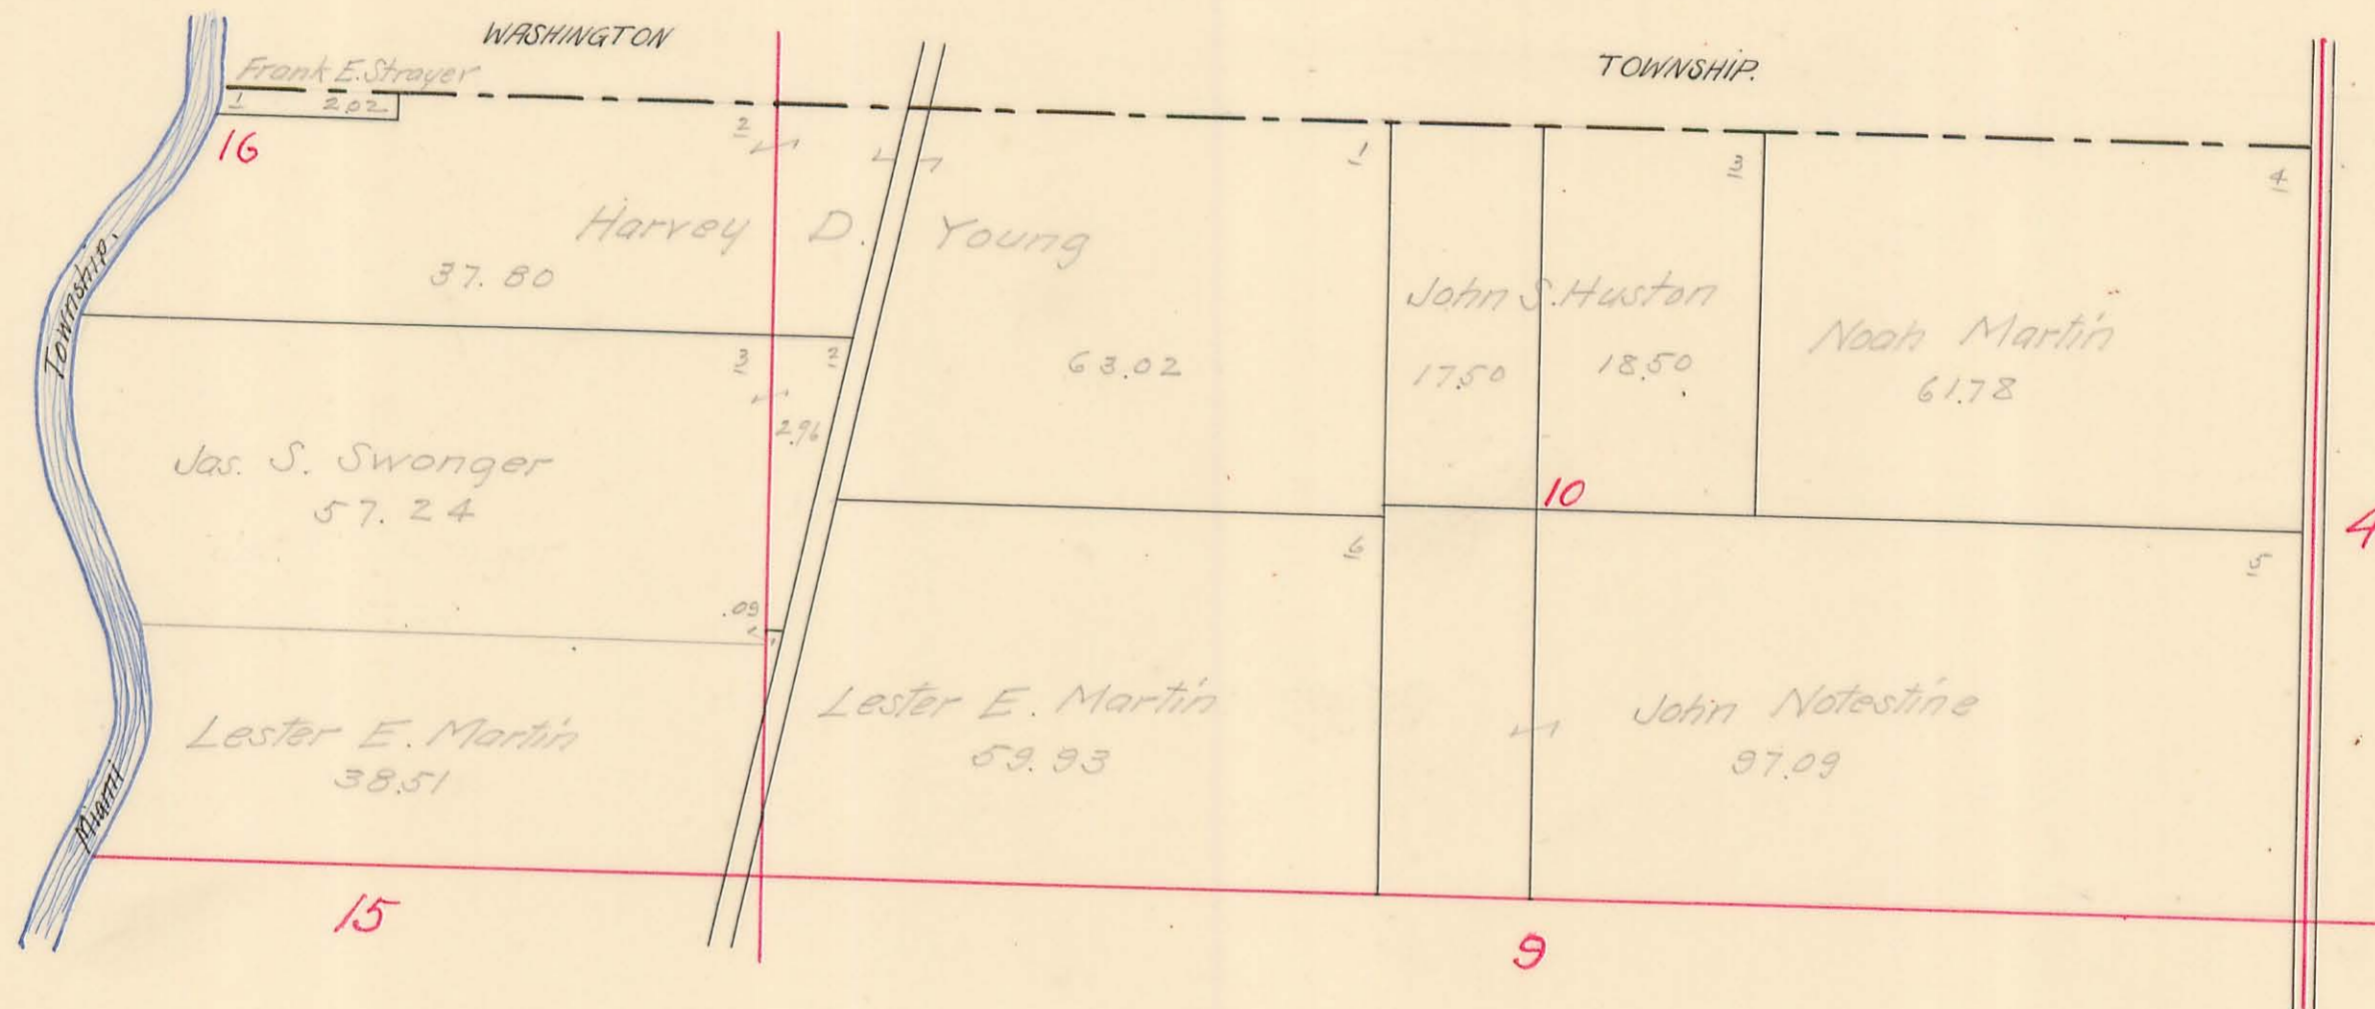 WASHINGTON
TOWNSHIP.
Frank E. Strayer
1
2.02
16
2
1
3
4
Harvey D. Young
37.80
63.02
John S. Huston
17.50
18.50
Noah Martin
61.78
Township.
3
2
2.96
Jas. S. Swonger
57.24
10
4
6
5
.09
Lester E. Martin
38.51
Lester E. Martin
59.93
John Notestine
97.09
Miami
15
9